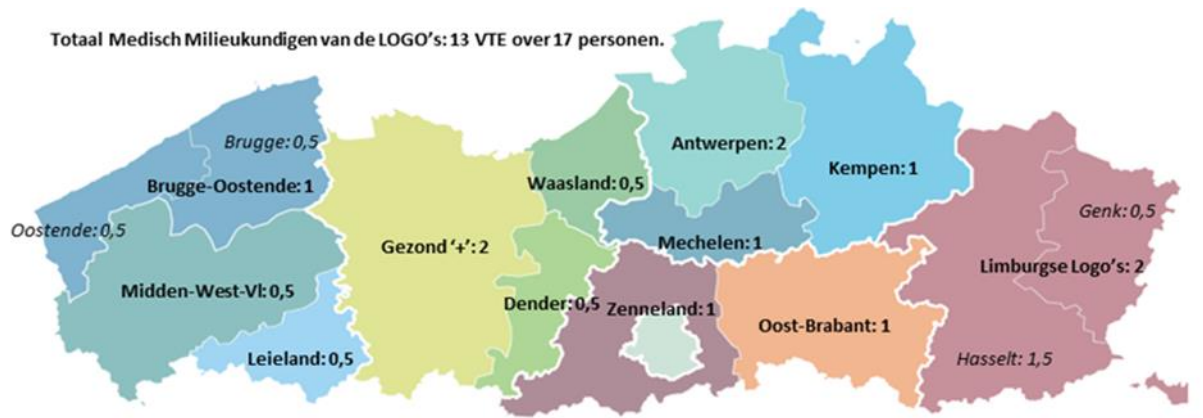 Totaal Medisch Milieukundigen van de LOGO's: 13 VTE over 17 personen.
Brugge: 0,5
Brugge-Oostende: 1
Oostende: 0,5
Midden-West-Vl: 0,5
Leieland: 0,5
Gezond '+': 2
Waasland: 0,5
Dender: 0,5
Antwerpen: 2
Kempen: 1
Mechelen: 1
Zenneland: 1
Oost-Brabant: 1
Genk: 0,5
Limburgse Logo's: 2
Hasselt: 1,5